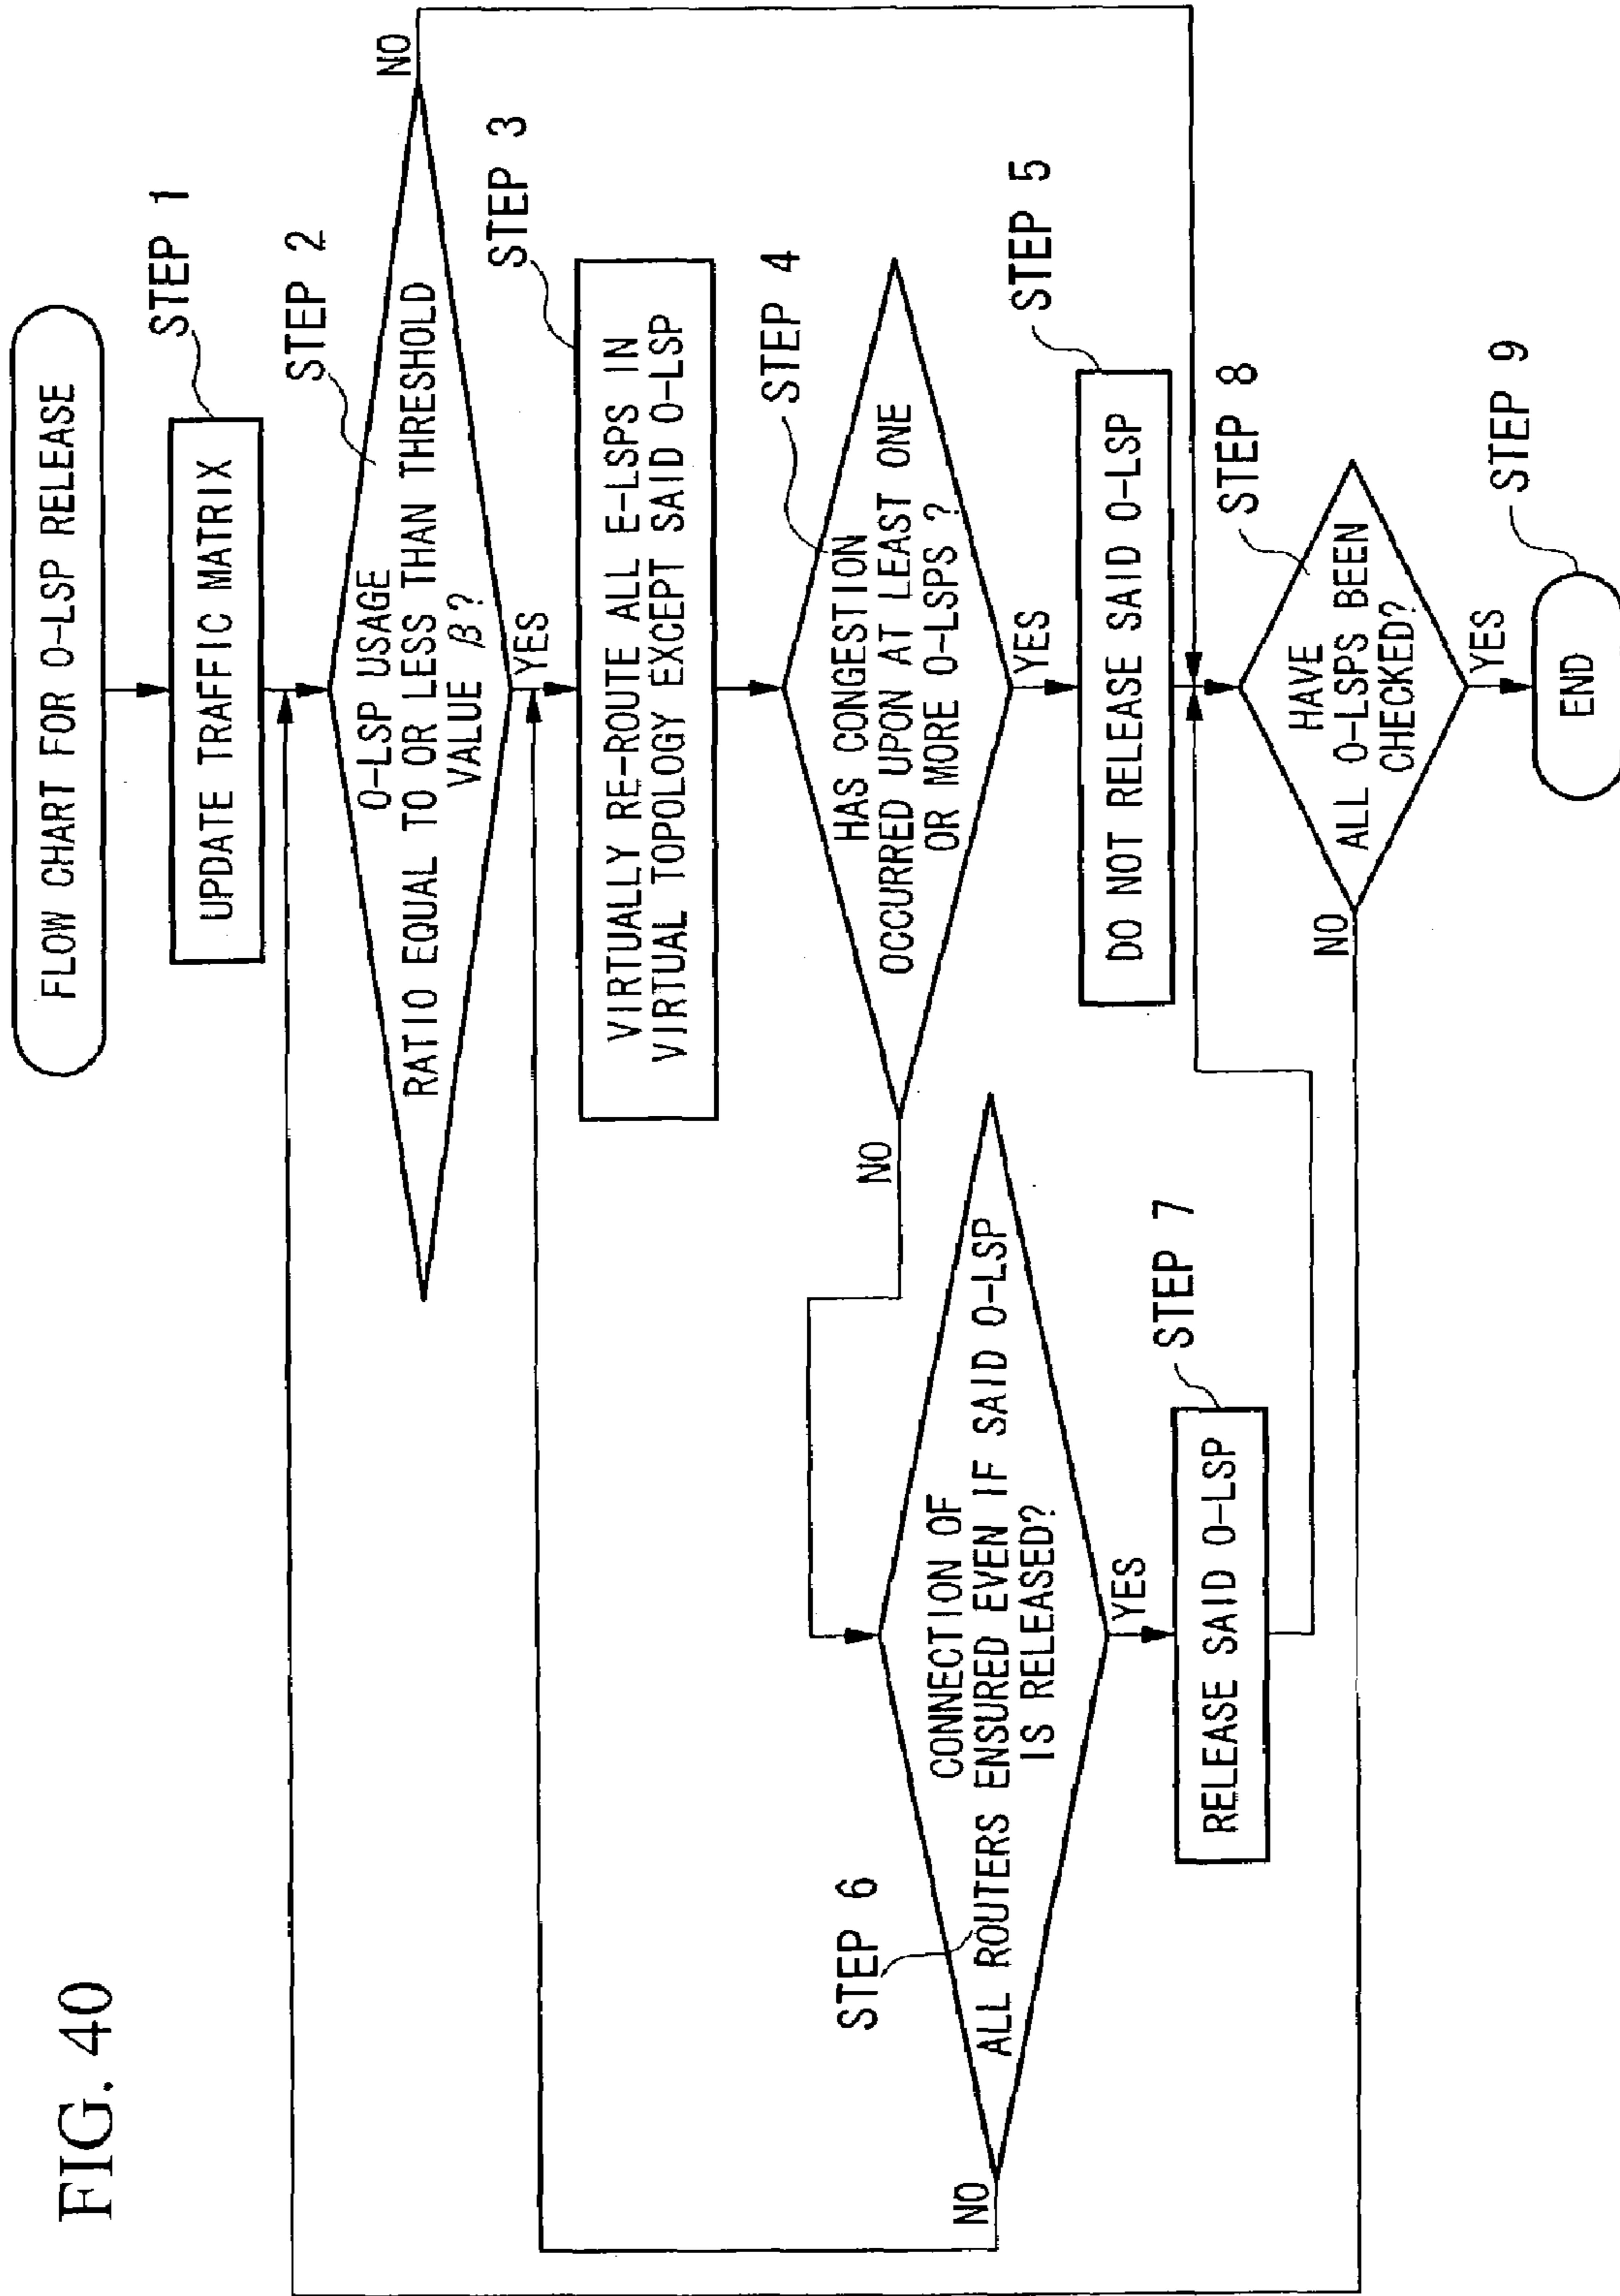 FIG. 40
FLOW CHART FOR O-LSP RELEASE
STEP 1
UPDATE TRAFFIC MATRIX
STEP 2
O-LSP USAGE
RATIO EQUAL TO OR LESS THAN THRESHOLD
VALUE β?
NO
YES
STEP 3
VIRTUALLY RE-ROUTE ALL E-LSPS IN
VIRTUAL TOPOLOGY EXCEPT SAID O-LSP
STEP 4
HAS CONGESTION
OCCURRED UPON AT LEAST ONE
OR MORE O-LSPS ?
NO
YES
STEP 5
DO NOT RELEASE SAID O-LSP
STEP 6
CONNECTION OF
ALL ROUTERS ENSURED EVEN IF SAID O-LSP
IS RELEASED?
NO
YES
STEP 7
RELEASE SAID O-LSP
STEP 8
HAVE
ALL O-LSPS BEEN
CHECKED?
NO
YES
STEP 9
END